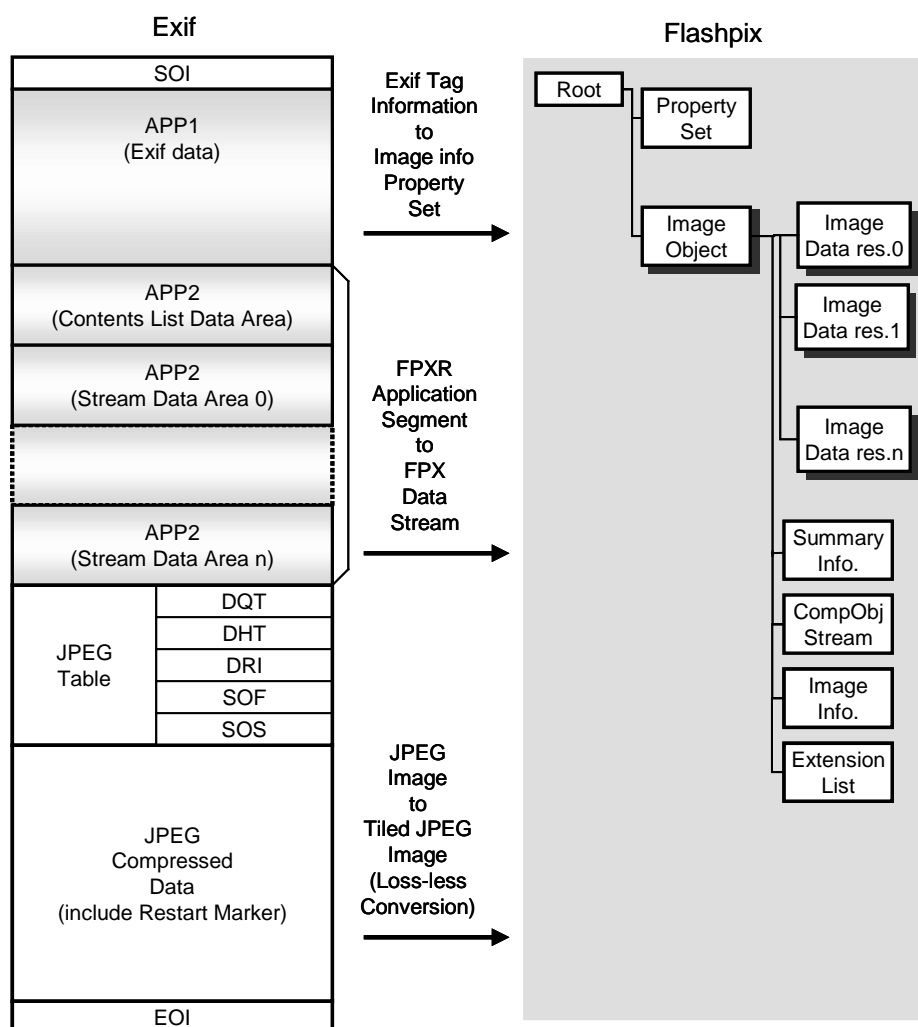 Exif
SOI
APP1
(Exif data)
APP2
(Contents List Data Area)
APP2
(Stream Data Area 0)
APP2
(Stream Data Area n)
JPEG
Table
DQT
DHT
DRI
SOF
SOS
JPEG
Compressed
Data
(include Restart Marker)
EOI
Exif Tag
Information
to
Image info
Property
Set
FPXR
Application
Segment
to
FPX
Data
Stream
JPEG
Image
to
Tiled JPEG
Image
(Loss-less
Conversion)
Flashpix
Root
Property
Set
Image
Object
Image
Data res.0
Image
Data res.1
Image
Data res.n
Summary
Info.
CompObj
Stream
Image
Info.
Extension
List